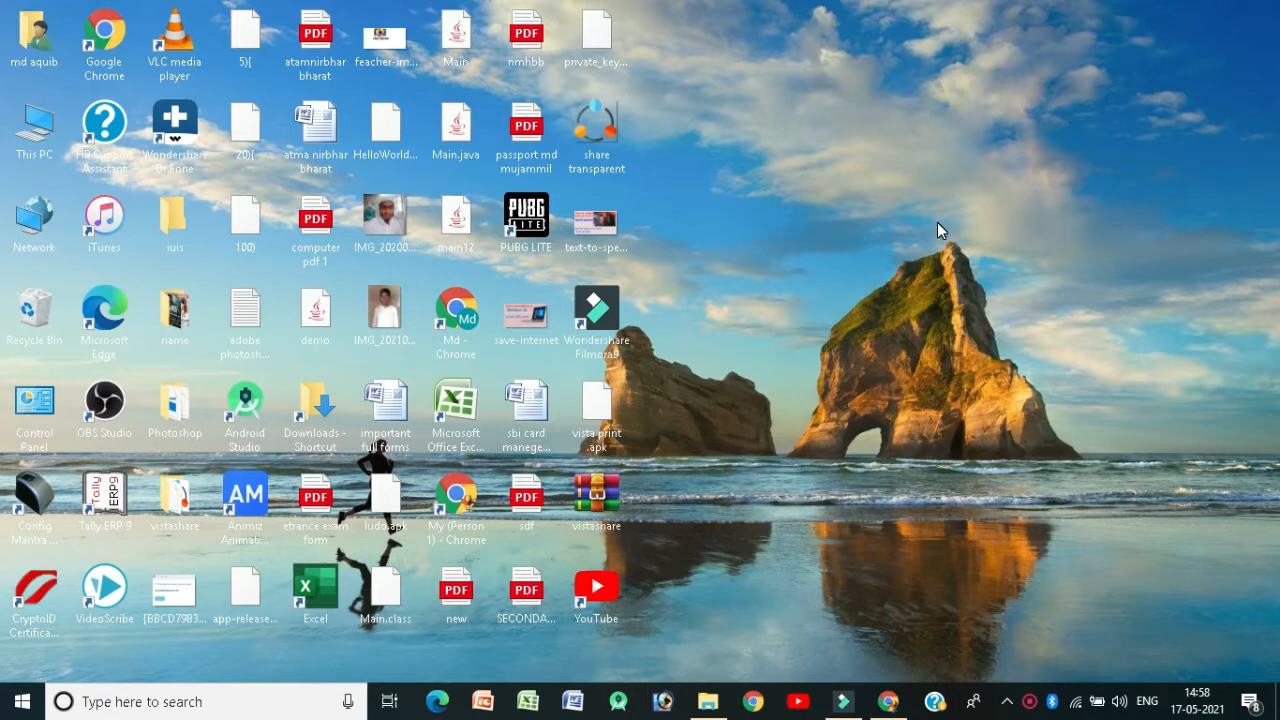 md aquib
Google
Chrome
VLC media
player
5){
atamnirbhar
bharat
feacher-im...
Main
nmhbb
private_key...
This PC
HP Support
Assistant
Wondershare
Dr.Fone
20){
atma nirbhar
bharat
HelloWorld...
Main.java
passport md
mujammil
share
transparent
Network
iTunes
iuis
100)
computer
pdf 1
IMG_20200...
main12
PUBG LITE
text-to-spe...
Recycle Bin
Microsoft
Edge
name
adobe
photosh...
demo
IMG_20210...
Md -
Chrome
save-internet
Wondershare
Filmora9
Control
Panel
OBS Studio
Photoshop
Android
Studio
Downloads -
Shortcut
important
full forms
Microsoft
Office Exc...
sbi card
manege...
vista print
.apk
Config
Mantra ...
Tally.ERP 9
vistashare
Animiz
Animati...
etrance exam
form
ludo.apk
My (Person
1) - Chrome
sdf
vistashare
CryptoID
Certifica...
VideoScribe
app-release...
Excel
Main.class
new
SECONDA...
YouTube
Type here to search
ENG
14:58
17-05-2021
8